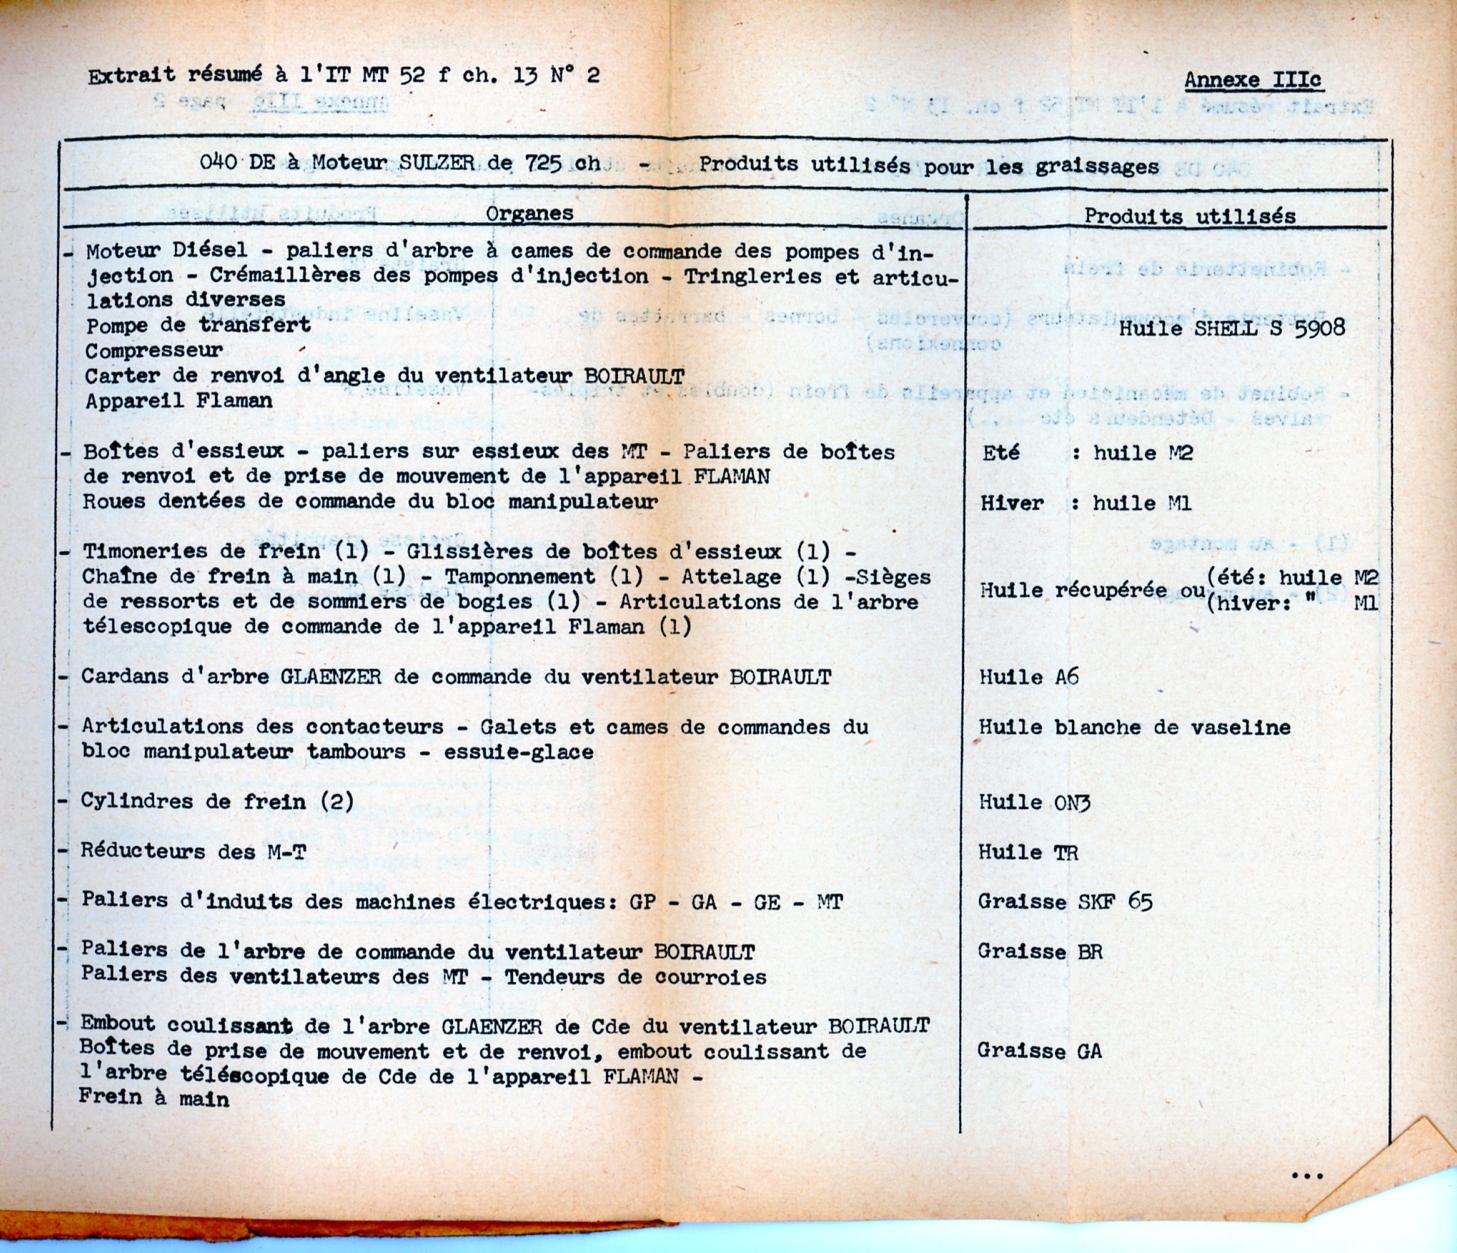 Extrait résumé à l'IT MT 52 f ch. 13 N° 2
Annexe IIIc
040 DE à Moteur SULZER de 725 ch - Produits utilisés pour les graissages
Organes
Produits utilisés
- Moteur Diésel - paliers d'arbre à cames de commande des pompes d'in-
jection - Crémaillères des pompes d'injection - Tringleries et articu-
lations diverses
Pompe de transfert
Huile SHELL S 5908
Compresseur
Carter de renvoi d'angle du ventilateur BOIRAULT
Appareil Flaman
- Boîtes d'essieux - paliers sur essieux des MT - Paliers de boîtes
Eté : huile M2
de renvoi et de prise de mouvement de l'appareil FLAMAN
Roues dentées de commande du bloc manipulateur
Hiver : huile M1
- Timoneries de frein (1) - Glissières de boîtes d'essieux (1) -
Chaîne de frein à main (1) - Tamponnement (1) - Attelage (1) -Sièges
de ressorts et de sommiers de bogies (1) - Articulations de l'arbre
télescopique de commande de l'appareil Flaman (1)
Huile récupérée ou
(été: huile M2
(hiver: " M1
- Cardans d'arbre GLAENZER de commande du ventilateur BOIRAULT
Huile A6
- Articulations des contacteurs - Galets et cames de commandes du
Huile blanche de vaseline
bloc manipulateur tambours - essuie-glace
- Cylindres de frein (2)
Huile ON3
- Réducteurs des M-T
Huile TR
- Paliers d'induits des machines électriques: GP - GA - GE - MT
Graisse SKF 65
- Paliers de l'arbre de commande du ventilateur BOIRAULT
Graisse BR
Paliers des ventilateurs des MT - Tendeurs de courroies
- Embout coulissant de l'arbre GLAENZER de Cde du ventilateur BOIRAULT
Boîtes de prise de mouvement et de renvoi, embout coulissant de
Graisse GA
l'arbre téléscopique de Cde de l'appareil FLAMAN -
Frein à main
...